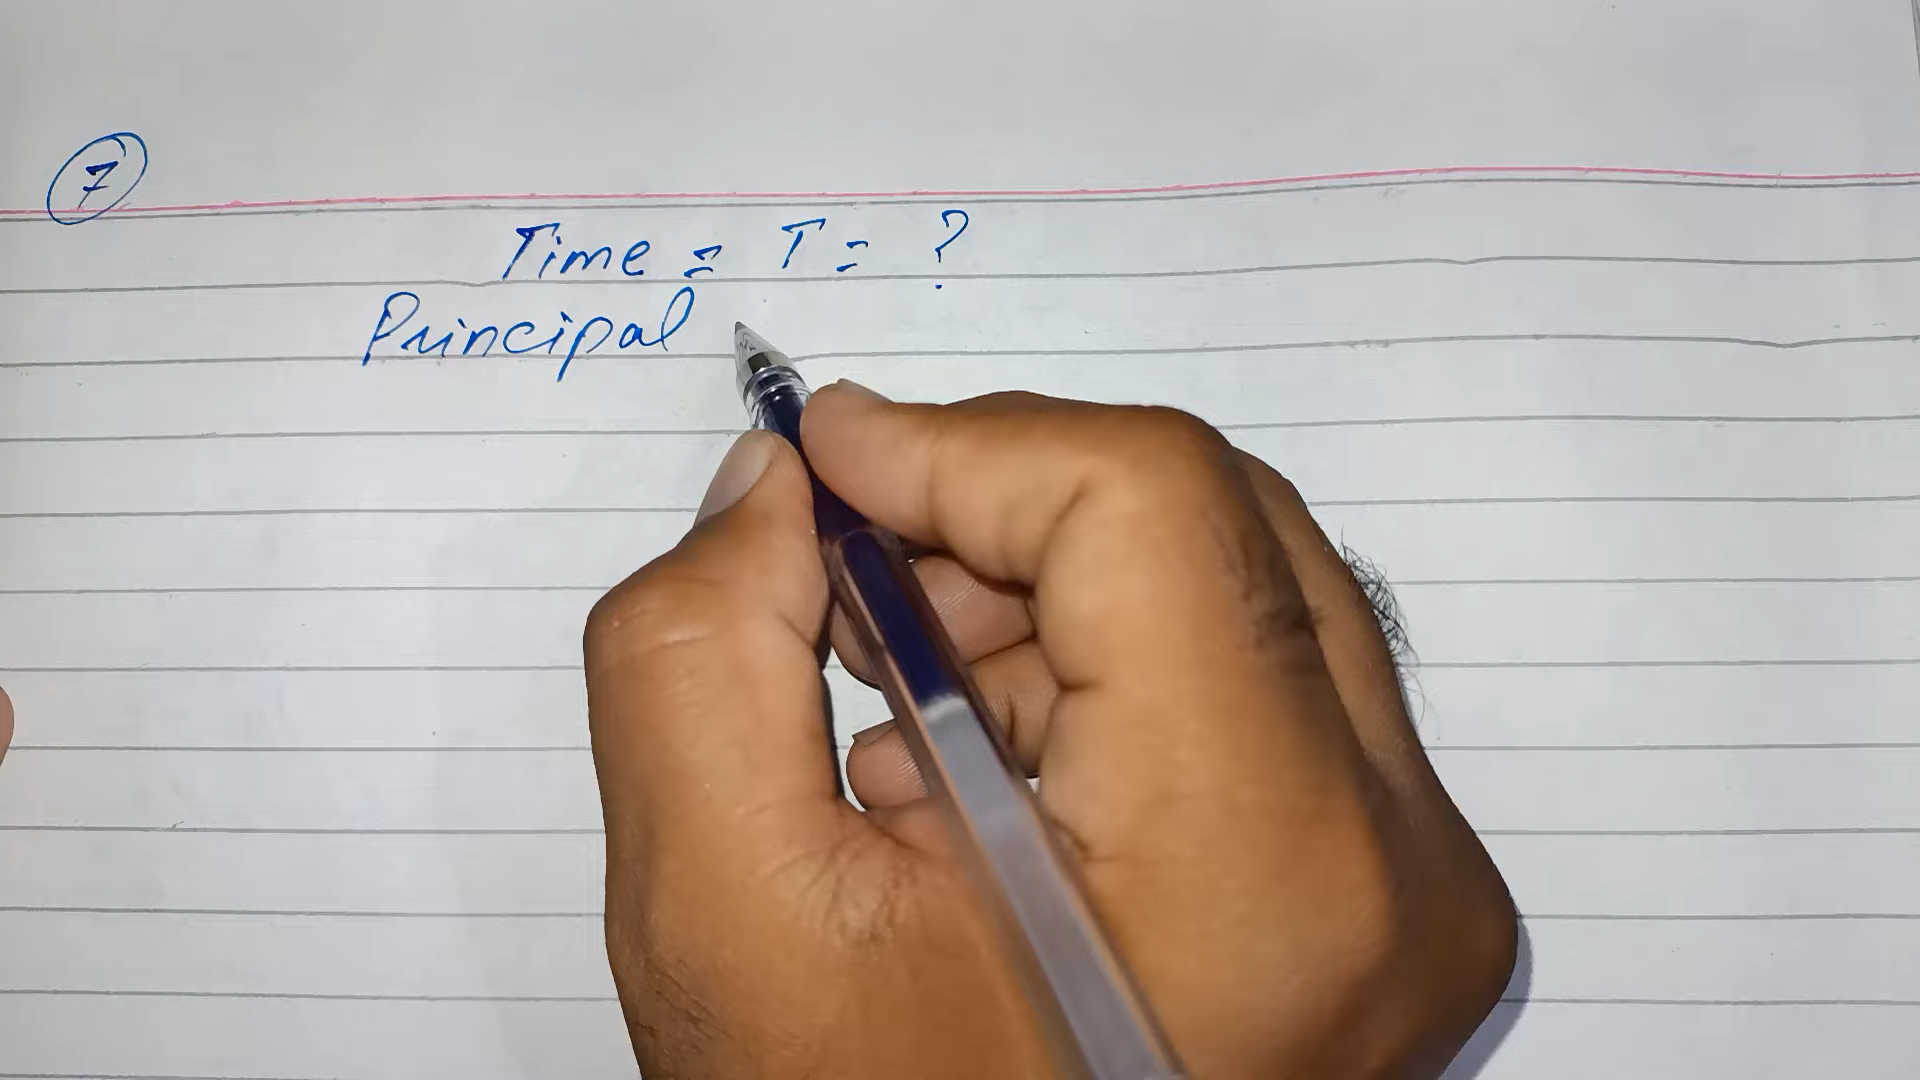 7
Time = T = ?
Principal